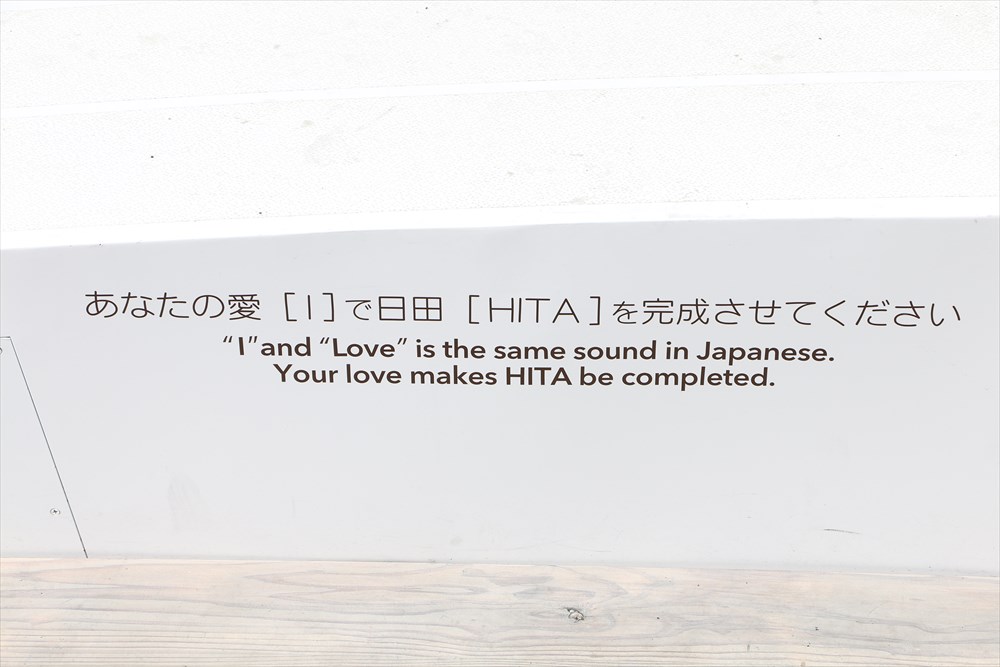 あなたの愛［I］で日田［HITA］を完成させてください
“I”and “Love” is the same sound in Japanese.
Your love makes HITA be completed.